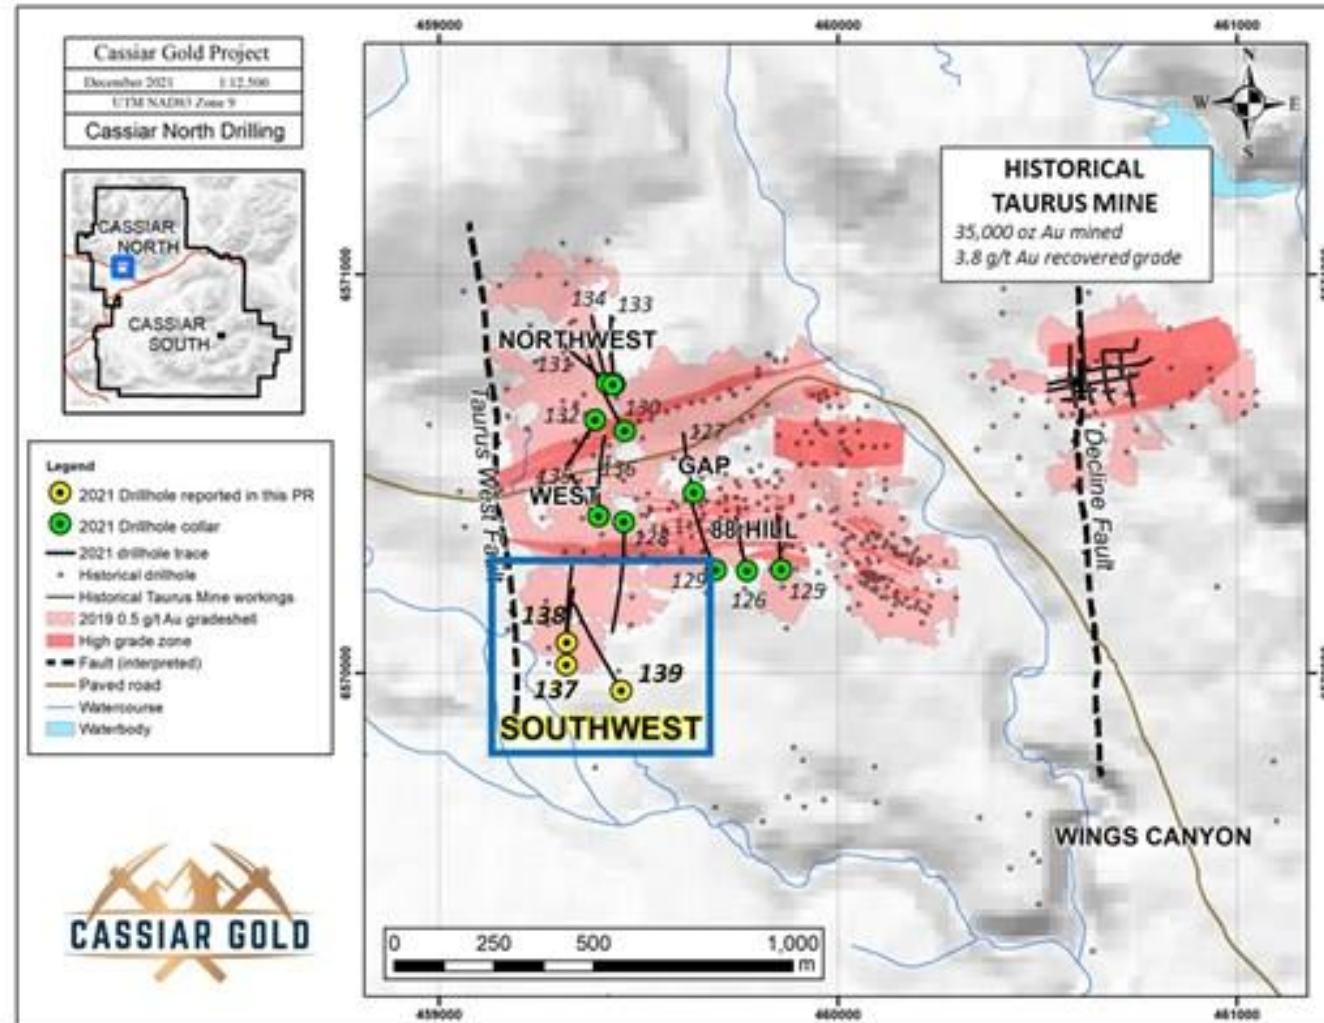 Cassiar Gold Project
December 2021 1:12,500
UTM NAD83 Zone 9
Cassiar North Drilling
CASSIAR
NORTH
CASSIAR
SOUTH
Legend
2021 Drillhole reported in this PR
2021 Drillhole collar
2021 drillhole trace
Historical drillhole
Historical Taurus Mine workings
2019 0.5 g/t Au gradeshell
High grade zone
Fault (interpreted)
Paved road
Watercourse
Waterbody
CASSIAR GOLD
459000
460000
461000
6571000
6570000
N
W
E
S
HISTORICAL
TAURUS MINE
35,000 oz Au mined
3.8 g/t Au recovered grade
134
133
NORTHWEST
131
132
130
127
136
GAP
WEST
88 HILL
128
129
126
129
Taurus West Fault
Decline Fault
138
137
139
SOUTHWEST
WINGS CANYON
0
250
500
1,000
m
459000
460000
461000